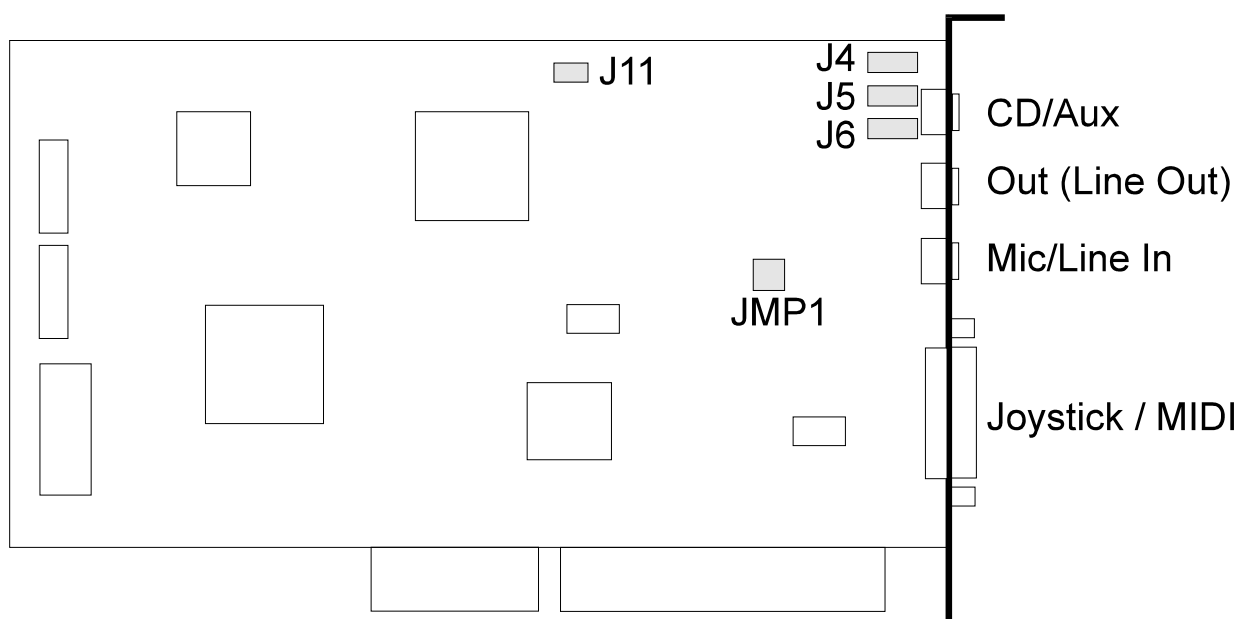 J11
J4
J5
J6
CD/Aux
Out (Line Out)
Mic/Line In
JMP1
Joystick / MIDI